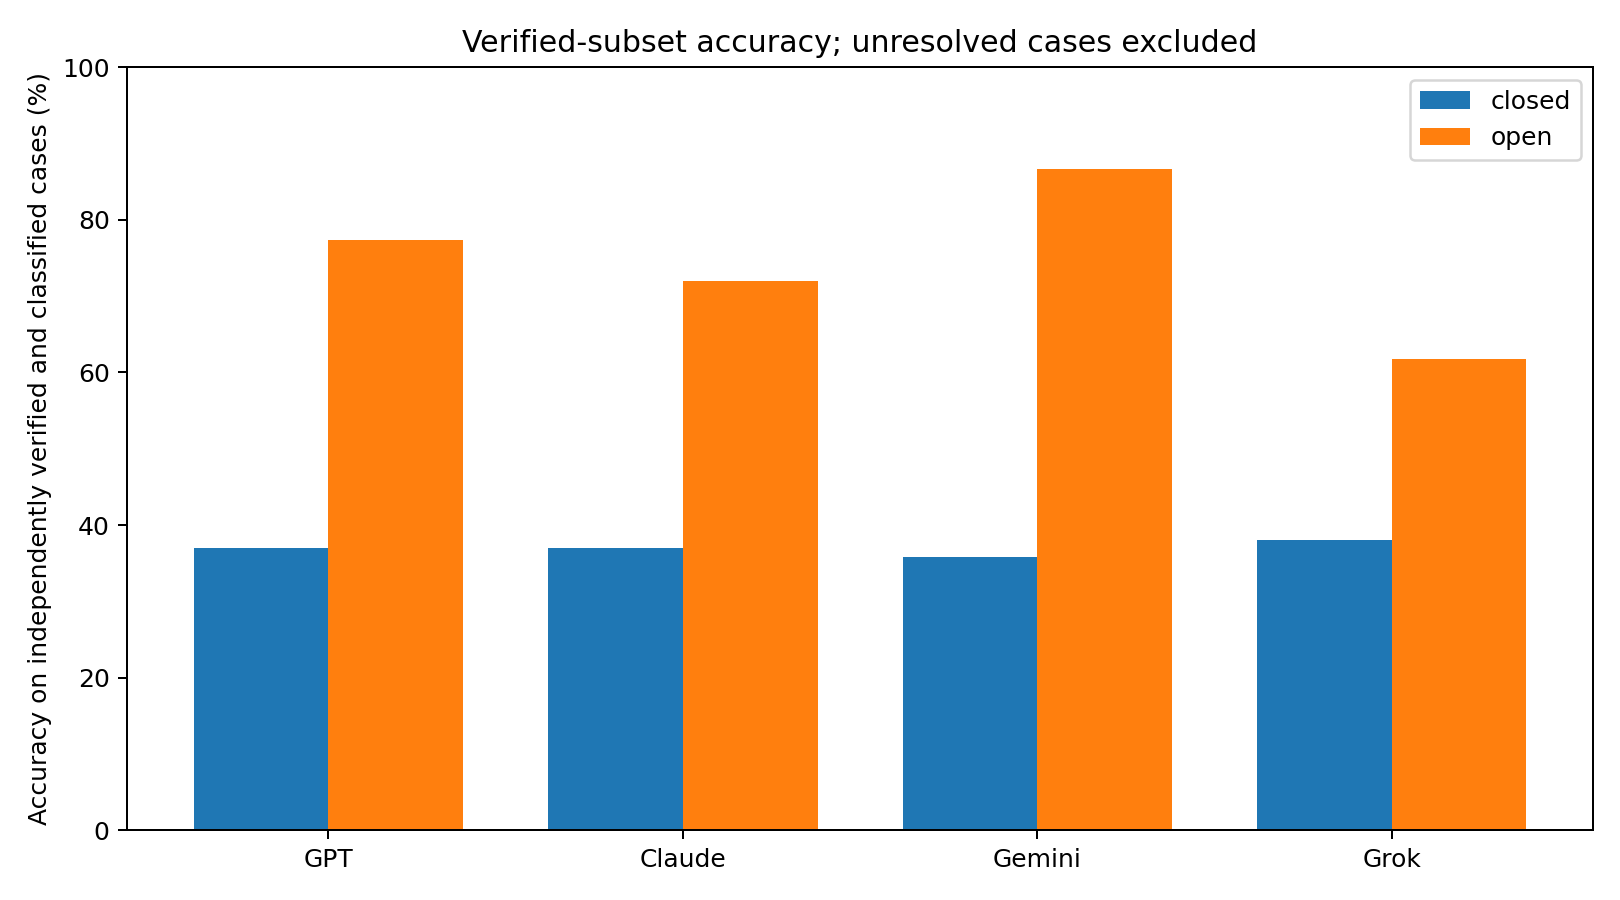 Verified-subset accuracy; unresolved cases excluded
Accuracy on independently verified and classified cases (%)
100
80
60
40
20
0
closed
open
GPT
Claude
Gemini
Grok